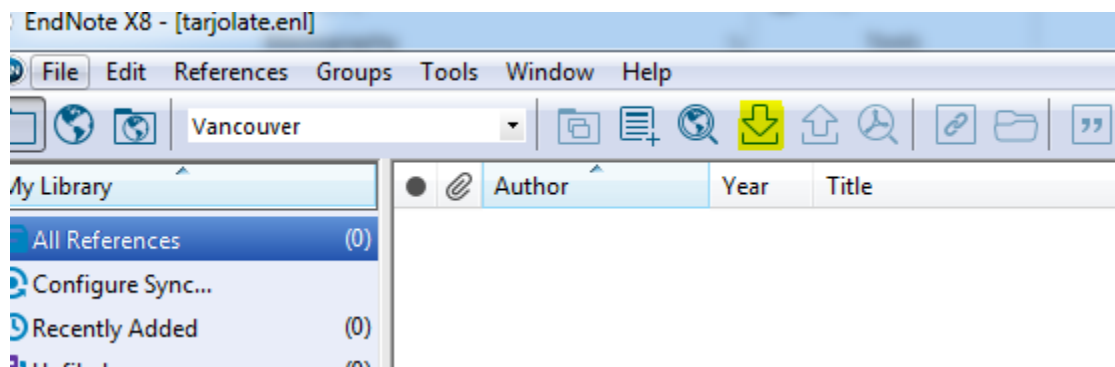 EndNote X8 - [tarjolate.enl]
File Edit References Groups Tools Window Help
Vancouver
My Library
Author Year Title
All References (0)
Configure Sync...
Recently Added (0)